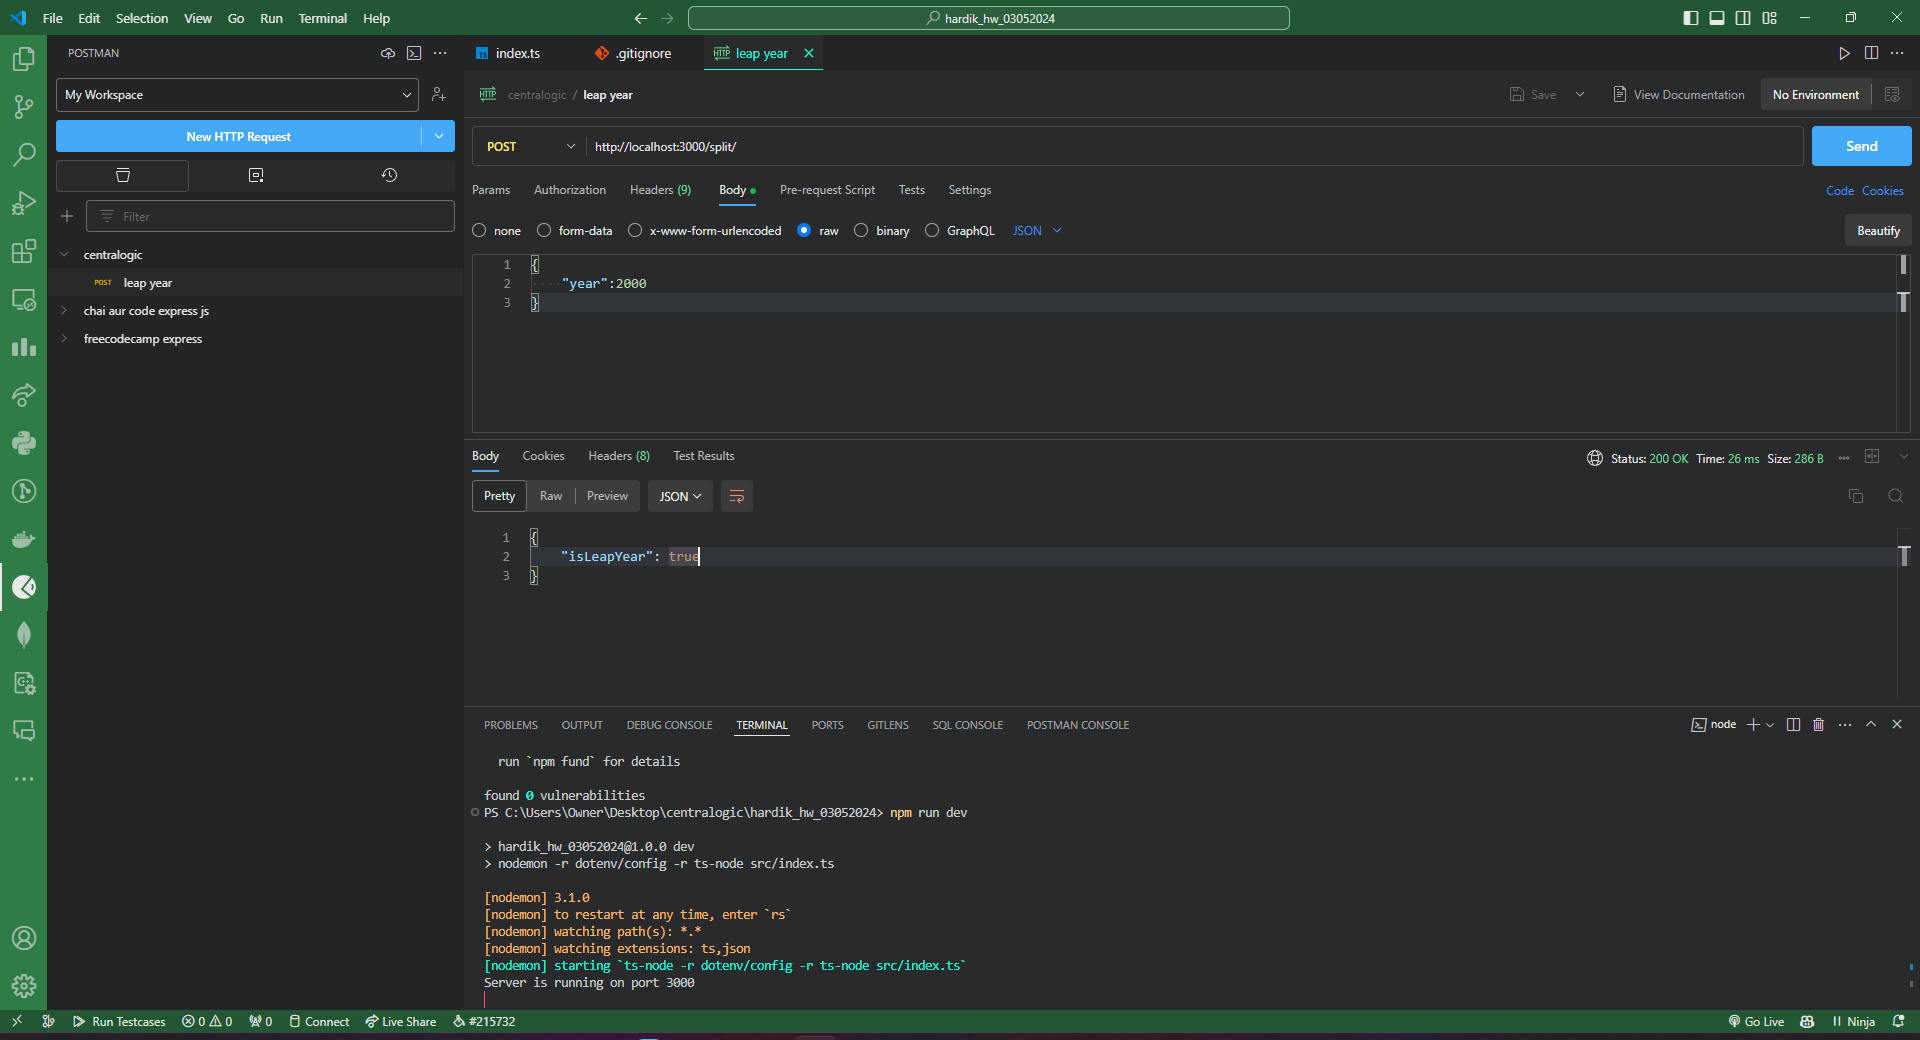 File Edit Selection View Go Run Terminal Help
hardik_hw_03052024
POSTMAN
index.ts
.gitignore
HTTP leap year
My Workspace
HTTP centralogic / leap year
Save
View Documentation
No Environment
New HTTP Request
POST
http://localhost:3000/split/
Send
Params Authorization Headers (9) Body Pre-request Script Tests Settings
Code Cookies
Filter
none form-data x-www-form-urlencoded raw binary GraphQL JSON
Beautify
centralogic
POST leap year
chai aur code express js
freecodecamp express
1 {
2 ····"year":2000
3 }
Body Cookies Headers (8) Test Results
Status: 200 OK Time: 26 ms Size: 286 B
Pretty Raw Preview JSON
1 {
2 "isLeapYear": true
3 }
PROBLEMS OUTPUT DEBUG CONSOLE TERMINAL PORTS GITLENS SQL CONSOLE POSTMAN CONSOLE
node
run `npm fund` for details
found 0 vulnerabilities
PS C:\Users\Owner\Desktop\centralogic\hardik_hw_03052024> npm run dev
> hardik_hw_03052024@1.0.0 dev
> nodemon -r dotenv/config -r ts-node src/index.ts
[nodemon] 3.1.0
[nodemon] to restart at any time, enter `rs`
[nodemon] watching path(s): *.*
[nodemon] watching extensions: ts,json
[nodemon] starting `ts-node -r dotenv/config -r ts-node src/index.ts`
Server is running on port 3000
Run Testcases 0 0 0 Connect Live Share #215732
Go Live Ninja